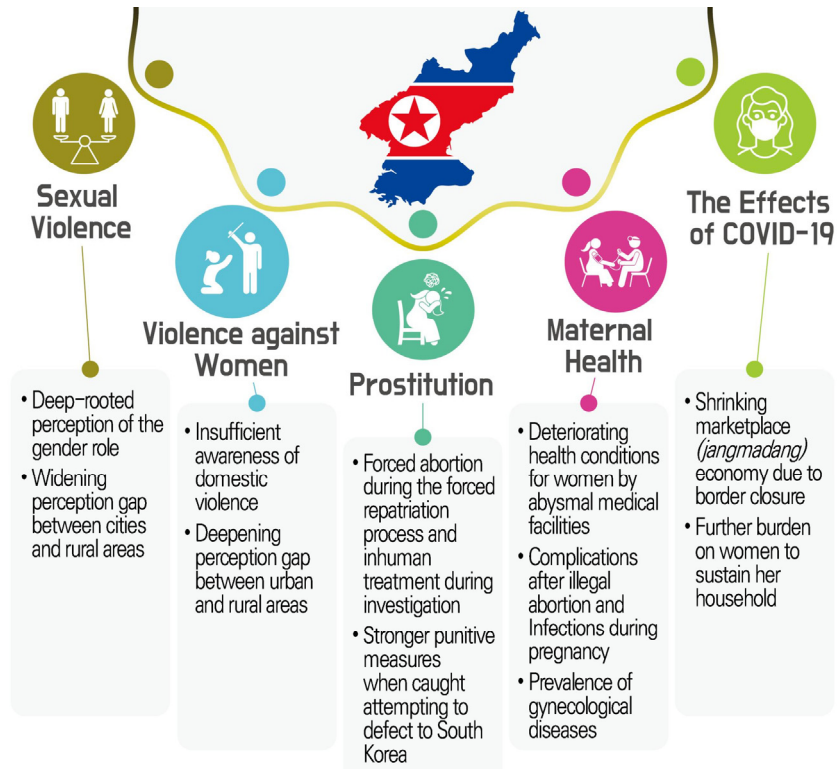 Sexual
Violence
• Deep-rooted
perception of the
gender role
• Widening
perception gap
between cities
and rural areas
Violence against
Women
• Insufficient
awareness of
domestic
violence
• Deepening
perception gap
between urban
and rural areas
Prostitution
• Forced abortion
during the forced
repatriation
process and
inhuman
treatment during
investigation
• Stronger punitive
measures
when caught
attempting to
defect to South
Korea
Maternal
Health
• Deteriorating
health conditions
for women by
abysmal medical
facilities
• Complications
after illegal
abortion and
Infections during
pregnancy
• Prevalence of
gynecological
diseases
The Effects
of COVID-19
• Shrinking
marketplace
(jangmadang)
economy due to
border closure
• Further burden
on women to
sustain her
household